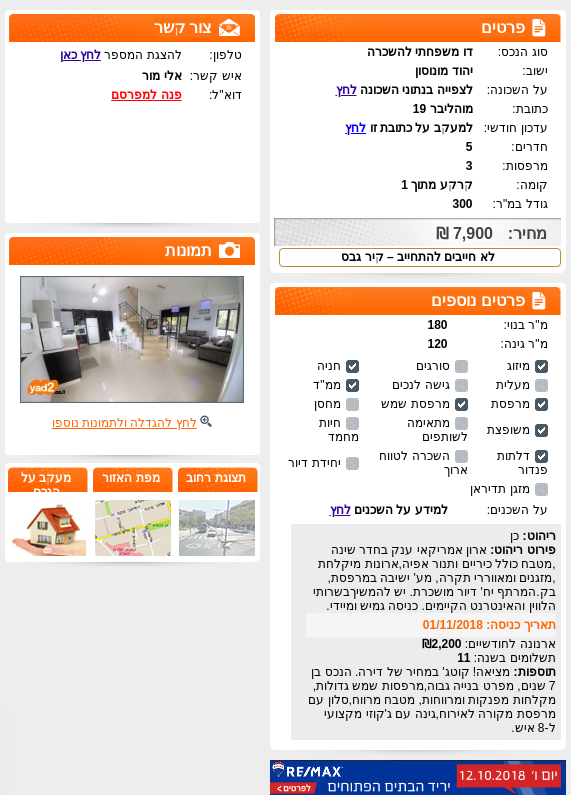 פרטים
סוג הנכס: דו משפחתי להשכרה
ישוב: יהוד מונוסון
על השכונה: לצפייה בנתוני השכונה לחץ
כתובת: מוהליבר 19
עדכון חודשי: למעקב על כתובת זו לחץ
חדרים: 5
מרפסות: 3
קומה: קרקע מתוך 1
גודל במ"ר: 300
מחיר: 7,900 ₪
לא חייבים להתחייב – קיר גבס
פרטים נוספים
מ"ר בנוי: 180
מ"ר גינה: 120
מיזוג סורגים חניה
מעלית גישה לנכים ממ"ד
מרפסת מרפסת שמש מחסן
משופצת מתאימה לשותפים חיות מחמד
דלתות פנדור השכרה לטווח ארוך יחידת דיור
מזגן תדיראן
על השכנים: למידע על השכנים לחץ
ריהוט: כן
פירוט ריהוט: ארון אמריקאי ענק בחדר שינה
,מטבח כולל כיריים ותנור אפיה,ארונות מיקלחת
,מזגנים ומאווררי תקרה, מע' ישיבה במרפסת,
בק.המרתף יח' דיור מושכרת. יש להמשיךבשרותי
הלווין והאינטרנט הקיימים. כניסה גמיש ומיידי.
תאריך כניסה: 01/11/2018
ארנונה לחודשיים: 2,200₪
תשלומים בשנה: 11
תוספות: מציאה! קוטג' במחיר של דירה. הנכס בן
7 שנים, מפרט בנייה גבוה,מרפסות שמש גדולות,
מקלחות מפנקות ומרווחות, מטבח מרווח,סלון עם
מרפסת מקורה לאירוח,גינה עם ג'קוזי מקצועי
ל-8 איש.
יום ו' 12.10.2018
יריד הבתים הפתוחים
RE/MAX
לפרטים >
צור קשר
טלפון: להצגת המספר לחץ כאן
איש קשר: אלי מור
דוא"ל: פנה למפרסם
תמונות
yad2
לחץ להגדלה ולתמונות נוספו
תצוגת רחוב
מפת האזור
מעקב על
הנכס